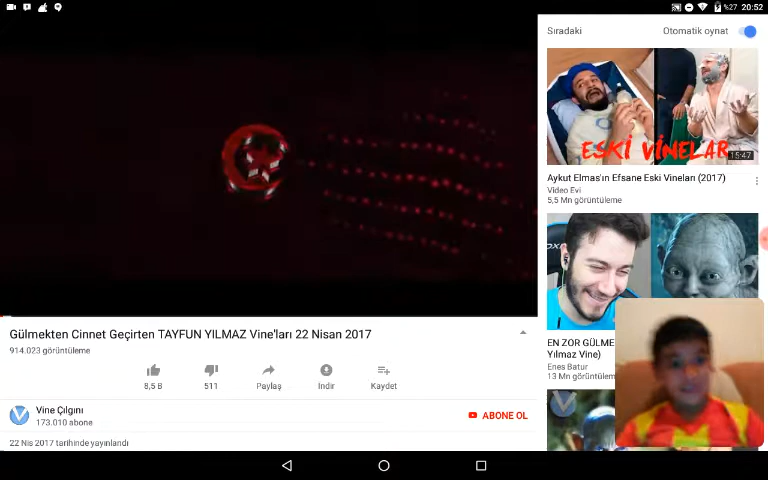 %27 20:52
Sıradaki
Otomatik oynat
ESKİ VİNELAR
15:47
Aykut Elmas'ın Efsane Eski Vineları (2017)
Video Evi
5,5 Mn görüntüleme
EN ZOR GÜLME
Yılmaz Vine)
Enes Batur
13 Mn görüntülem
Gülmekten Cinnet Geçirten TAYFUN YILMAZ Vine'ları 22 Nisan 2017
914.023 görüntüleme
8,5 B
511
Paylaş
İndir
Kaydet
Vine Çılgını
173.010 abone
ABONE OL
22 Nis 2017 tarihinde yayınlandı